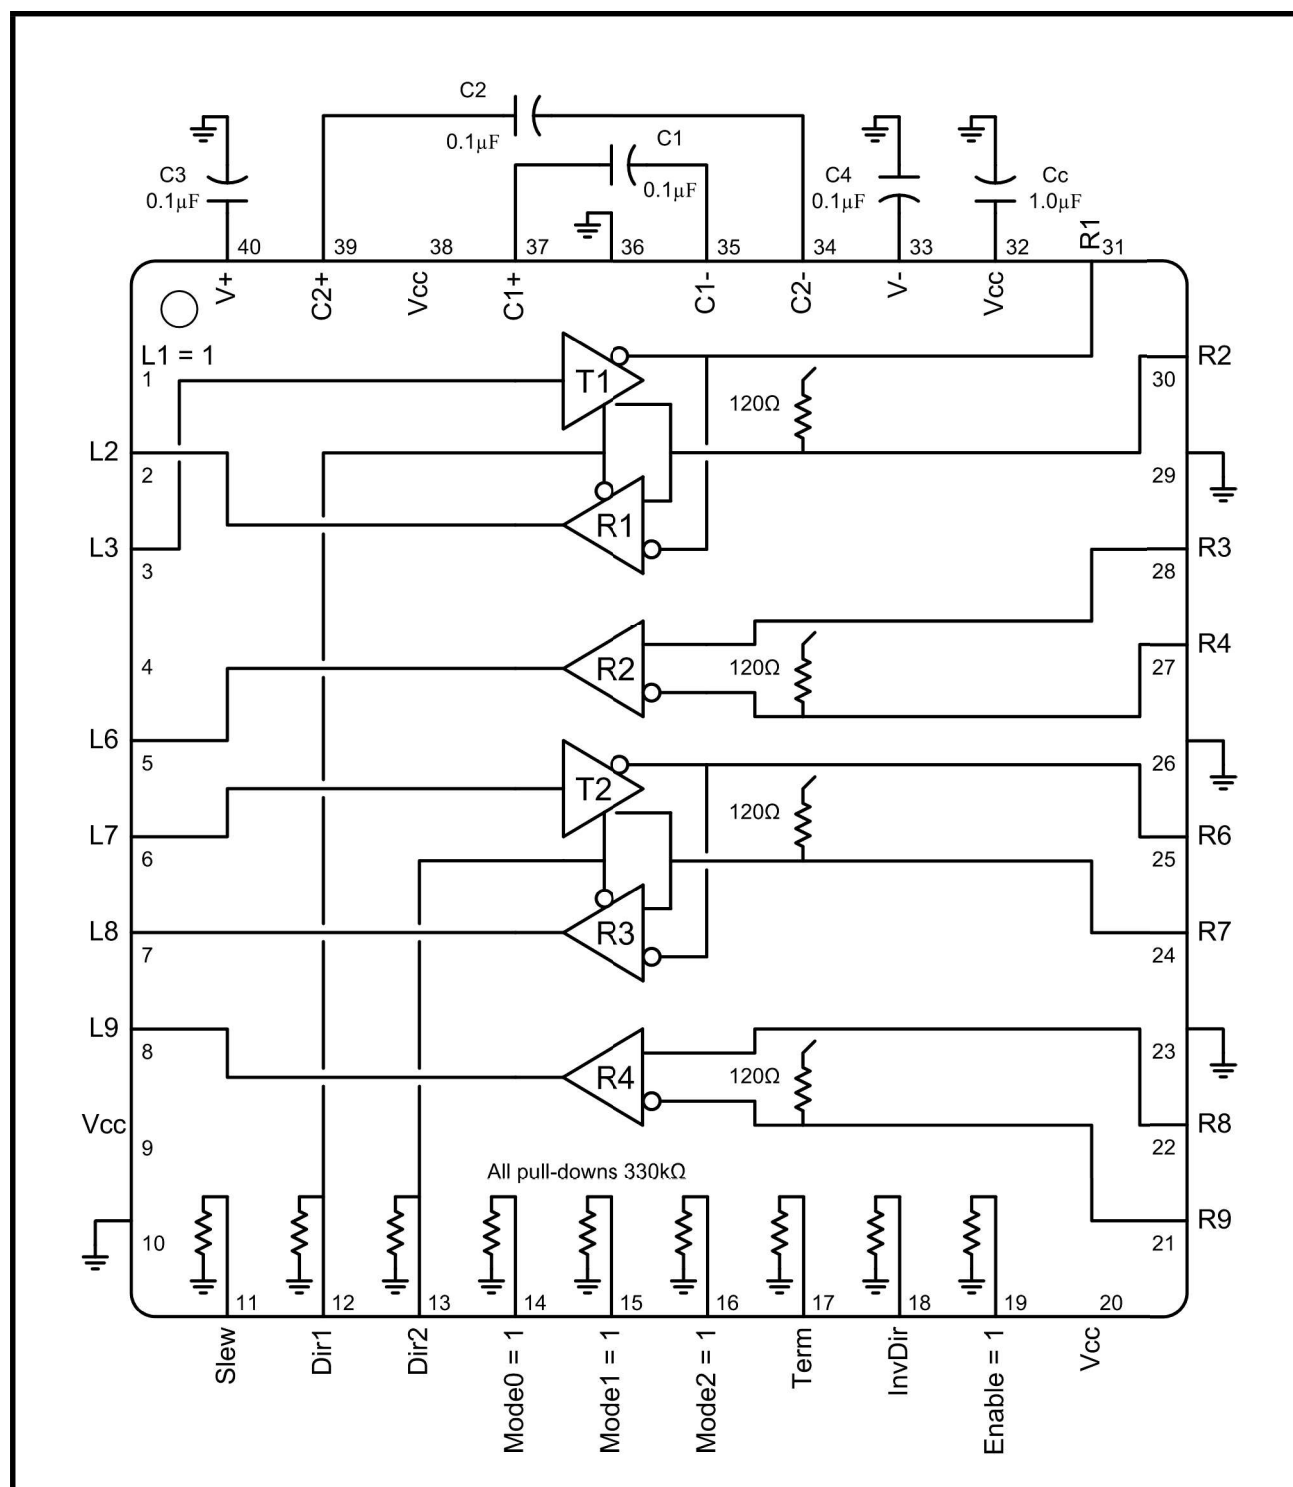 C2
0.1µF
C1
0.1µF
C3
0.1µF
C4
0.1µF
Cc
1.0µF
R1
40
39
38
37
36
35
34
33
32
31
V+
C2+
Vcc
C1+
C1-
C2-
V-
Vcc
L1 = 1
1
T1
120Ω
R2
30
L2
2
29
R1
L3
3
R3
28
4
R2
120Ω
R4
27
L6
5
26
T2
120Ω
L7
6
R6
25
L8
7
R3
R7
24
L9
8
23
R4
120Ω
Vcc
9
R8
22
All pull-downs 330kΩ
10
R9
21
11
12
13
14
15
16
17
18
19
20
Slew
Dir1
Dir2
Mode0 = 1
Mode1 = 1
Mode2 = 1
Term
InvDir
Enable = 1
Vcc